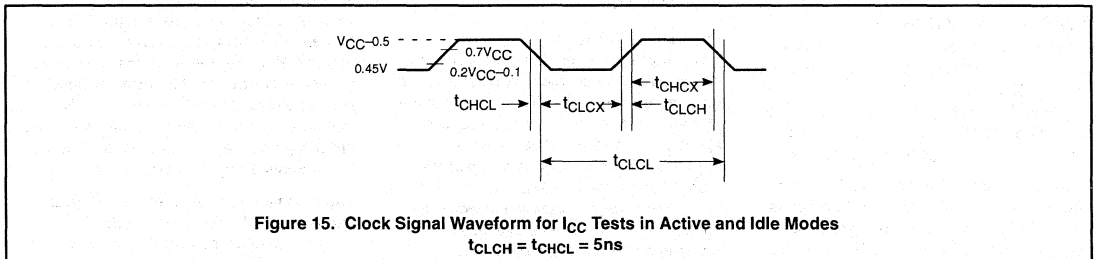 VCC–0.5
0.7VCC
0.45V
0.2VCC–0.1
tCHCX
tCHCL
tCLCX
tCLCH
tCLCL
Figure 15. Clock Signal Waveform for ICC Tests in Active and Idle Modes
tCLCH = tCHCL = 5ns